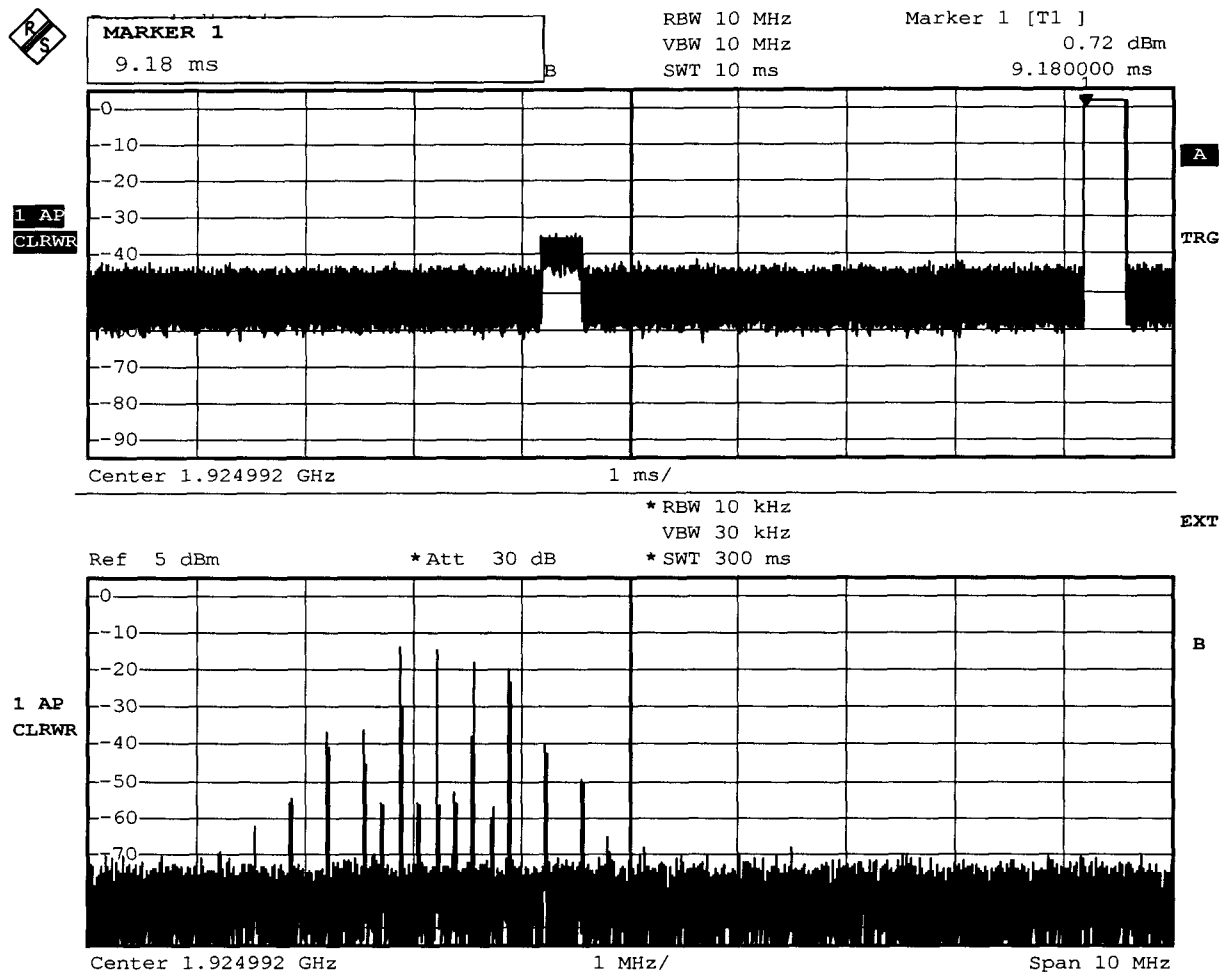 R S
MARKER 1
9.18 ms
B
RBW 10 MHz
VBW 10 MHz
SWT 10 ms
Marker 1 [T1 ]
0.72 dBm
9.180000 ms
1
-0
-10
-20
-30
-40
-70
-80
-90
1 AP
CLRWR
A
TRG
Center 1.924992 GHz
1 ms/
*RBW 10 kHz
VBW 30 kHz
Ref 5 dBm
*Att 30 dB
*SWT 300 ms
EXT
-0
-10
-20
-30
-40
-50
-60
-70
1 AP
CLRWR
B
Center 1.924992 GHz
1 MHz/
Span 10 MHz